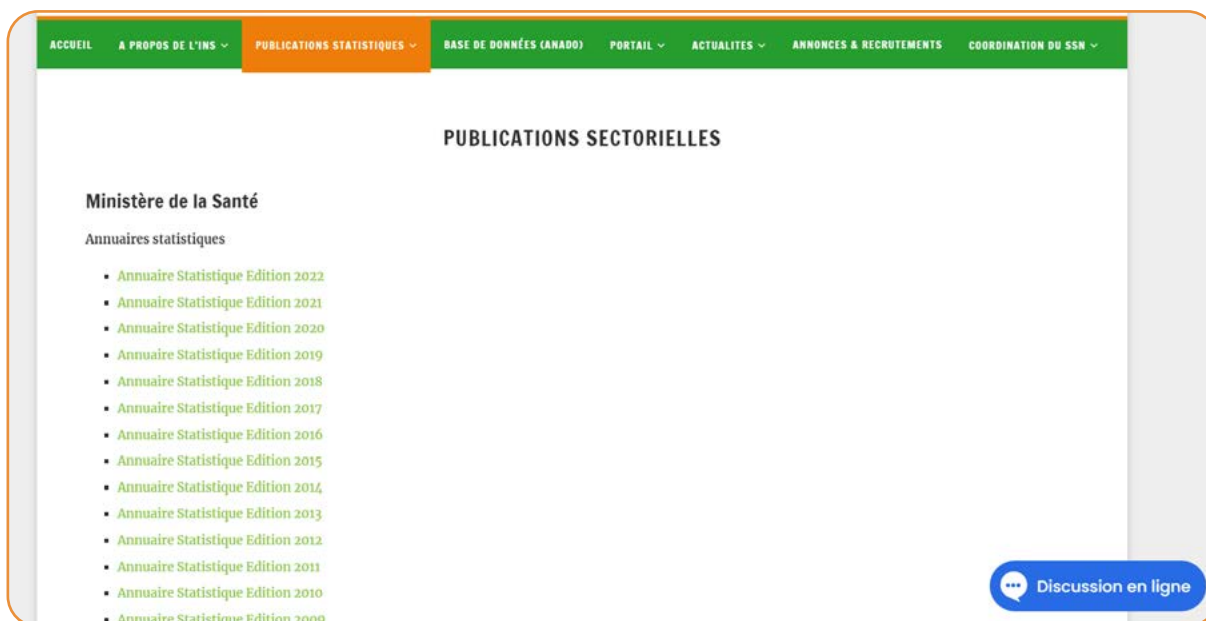 ACCUEIL A PROPOS DE L'INS PUBLICATIONS STATISTIQUES BASE DE DONNÉES (ANADO) PORTAIL ACTUALITES ANNONCES & RECRUTEMENTS COORDINATION DU SSN
PUBLICATIONS SECTORIELLES
Ministère de la Santé
Annuaires statistiques
Annuaire Statistique Edition 2022
Annuaire Statistique Edition 2021
Annuaire Statistique Edition 2020
Annuaire Statistique Edition 2019
Annuaire Statistique Edition 2018
Annuaire Statistique Edition 2017
Annuaire Statistique Edition 2016
Annuaire Statistique Edition 2015
Annuaire Statistique Edition 2014
Annuaire Statistique Edition 2013
Annuaire Statistique Edition 2012
Annuaire Statistique Edition 2011
Annuaire Statistique Edition 2010
Annuaire Statistique Edition 2009
Discussion en ligne